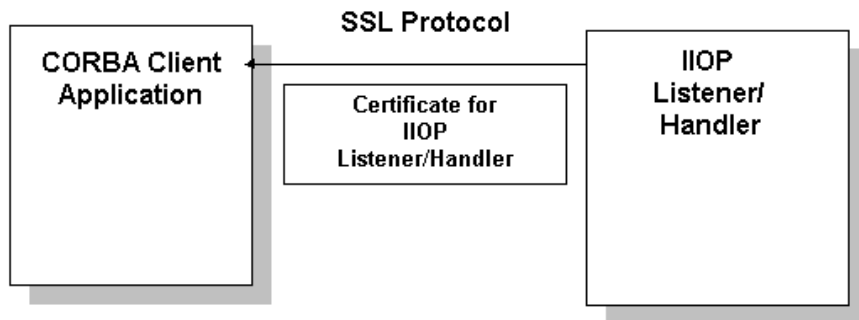 SSL Protocol
CORBA Client
Application
Certificate for
IIOP
Listener/Handler
IIOP
Listener/
Handler